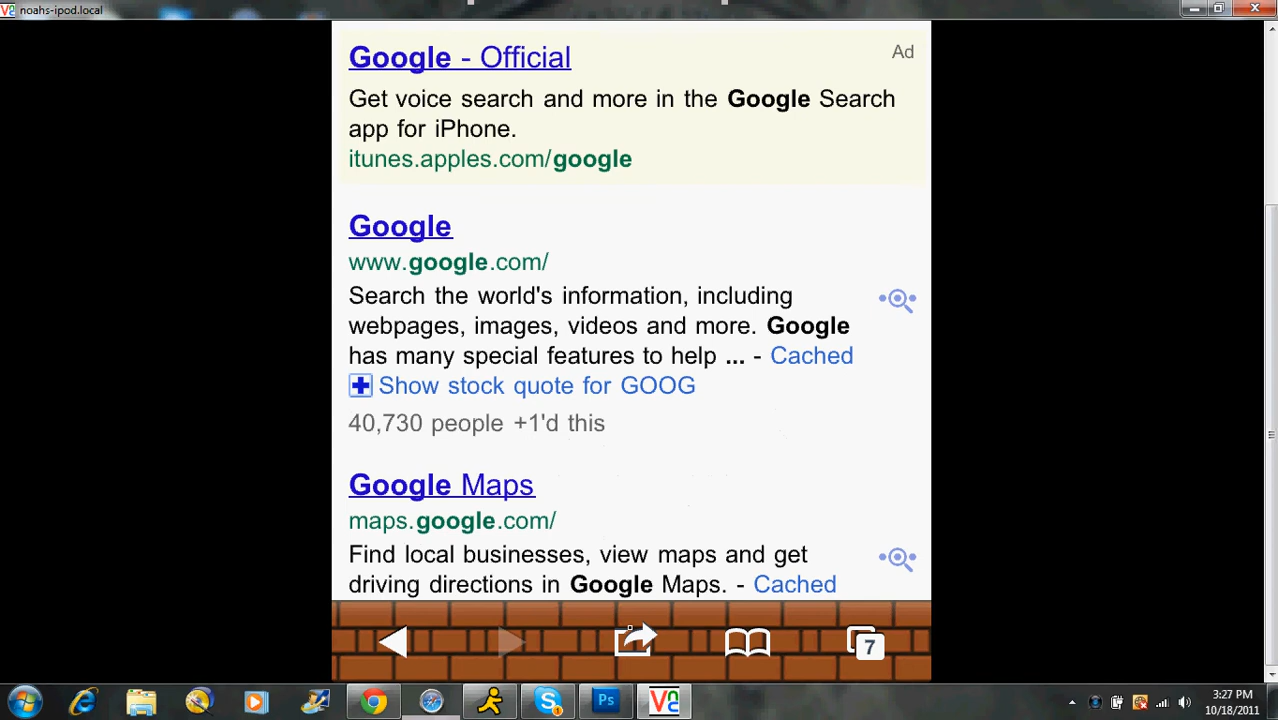 noahs-ipod.local
Google - Official
Ad
Get voice search and more in the Google Search
app for iPhone.
itunes.apples.com/google
Google
www.google.com/
Search the world's information, including
webpages, images, videos and more. Google
has many special features to help ... - Cached
Show stock quote for GOOG
40,730 people +1'd this
Google Maps
maps.google.com/
Find local businesses, view maps and get
driving directions in Google Maps. - Cached
7
Ps
3:27 PM
10/18/2011